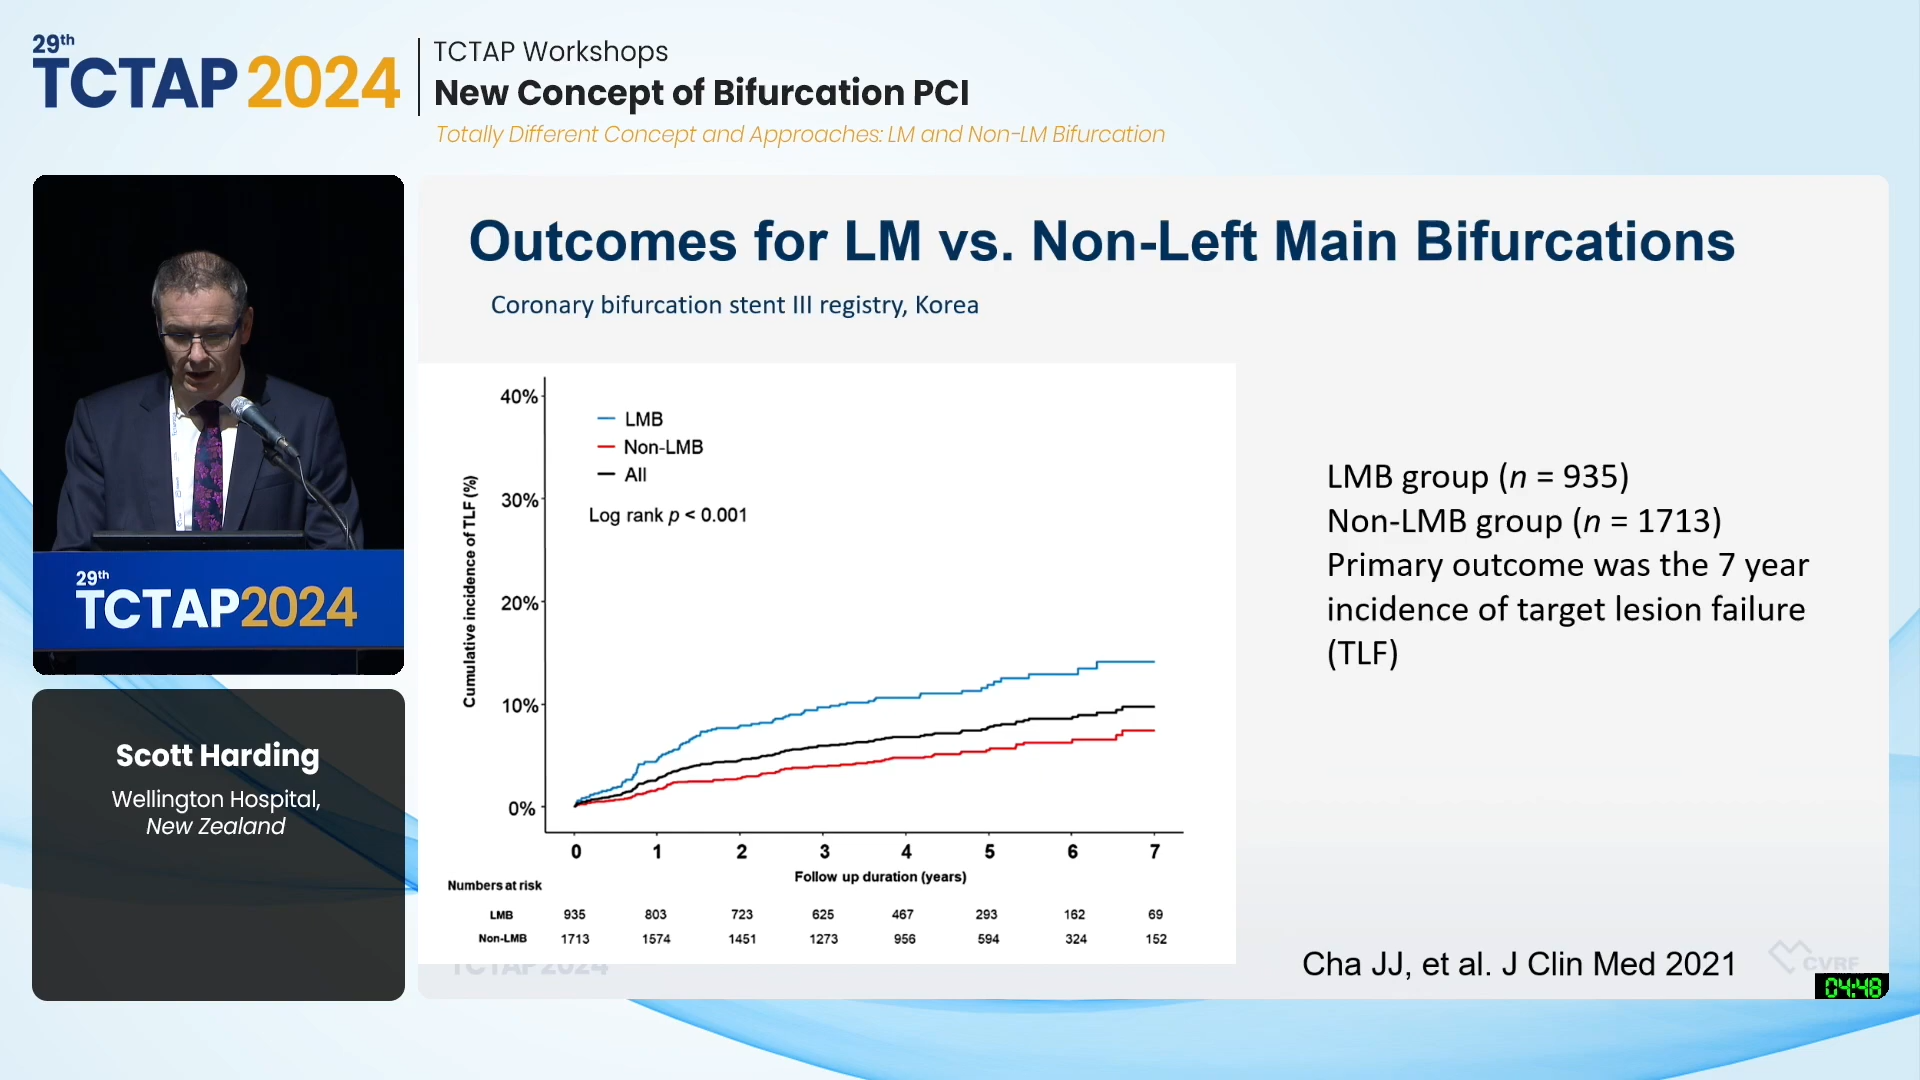 29th
TCTAP 2024
TCTAP Workshops
New Concept of Bifurcation PCI
Totally Different Concept and Approaches: LM and Non-LM Bifurcation
29th
TCTAP2024
Scott Harding
Wellington Hospital,
New Zealand
Outcomes for LM vs. Non-Left Main Bifurcations
Coronary bifurcation stent III registry, Korea
Cumulative incidence of TLF (%)
40%
30%
20%
10%
0%
LMB
Non-LMB
All
Log rank p < 0.001
0 1 2 3 4 5 6 7
Follow up duration (years)
Numbers at risk
LMB 935 803 723 625 467 293 162 69
Non-LMB 1713 1574 1451 1273 956 594 324 152
LMB group (n = 935)
Non-LMB group (n = 1713)
Primary outcome was the 7 year
incidence of target lesion failure
(TLF)
Cha JJ, et al. J Clin Med 2021
TCTAP 2024
CVRF
04:48